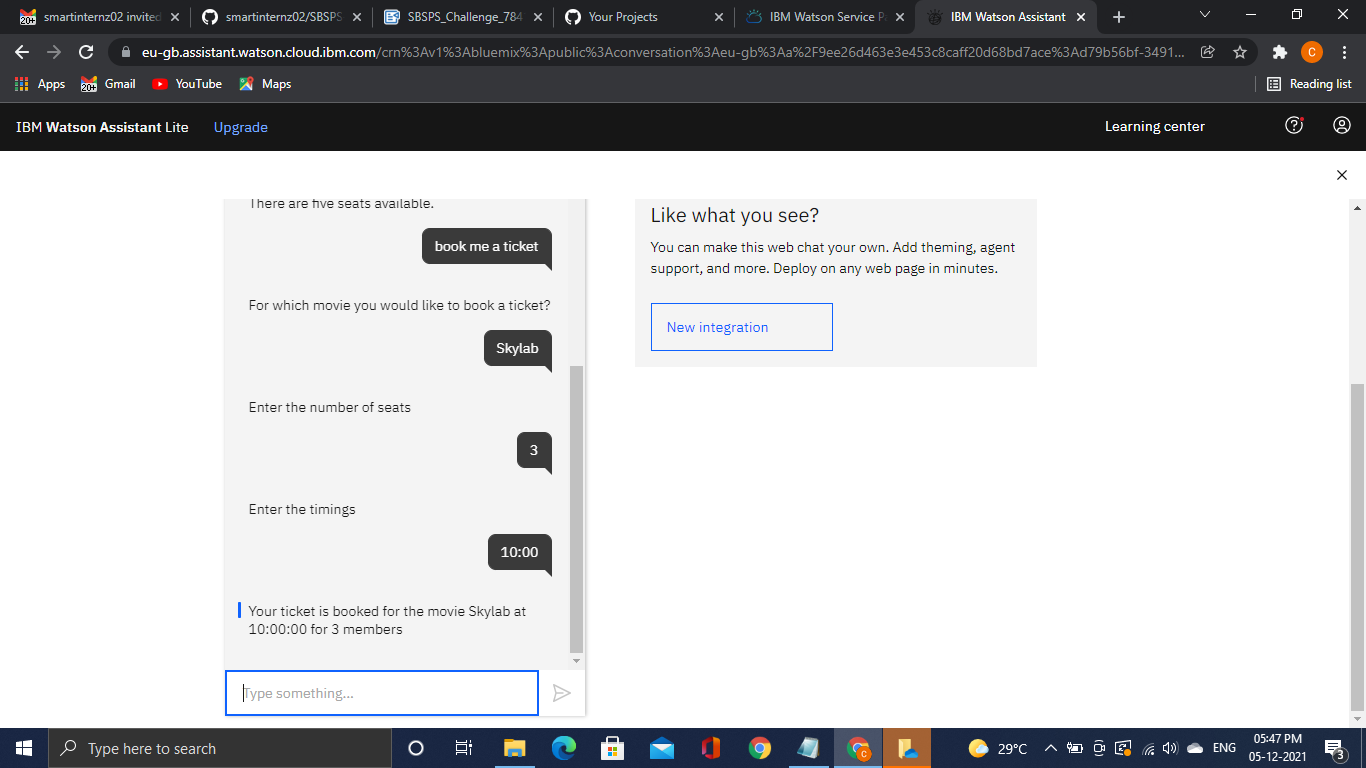 smartinternz02 invited
smartinternz02/SBSPS
SBSPS_Challenge_784
Your Projects
IBM Watson Service P
IBM Watson Assistant
eu-gb.assistant.watson.cloud.ibm.com/crn%3Av1%3Abluemix%3Apublic%3Aconversation%3Aeu-gb%3Aa%2F9ee26d463e3e453c8caff20d68bd7ace%3Ad79b56bf-3491...
C
Apps
20+
Gmail
YouTube
Maps
Reading list
IBM Watson Assistant Lite
Upgrade
Learning center
There are five seats available.
book me a ticket
For which movie you would like to book a ticket?
Skylab
Enter the number of seats
3
Enter the timings
10:00
Your ticket is booked for the movie Skylab at
10:00:00 for 3 members
Type something...
Like what you see?
You can make this web chat your own. Add theming, agent
support, and more. Deploy on any web page in minutes.
New integration
Type here to search
29°C
ENG
05:47 PM
05-12-2021
3